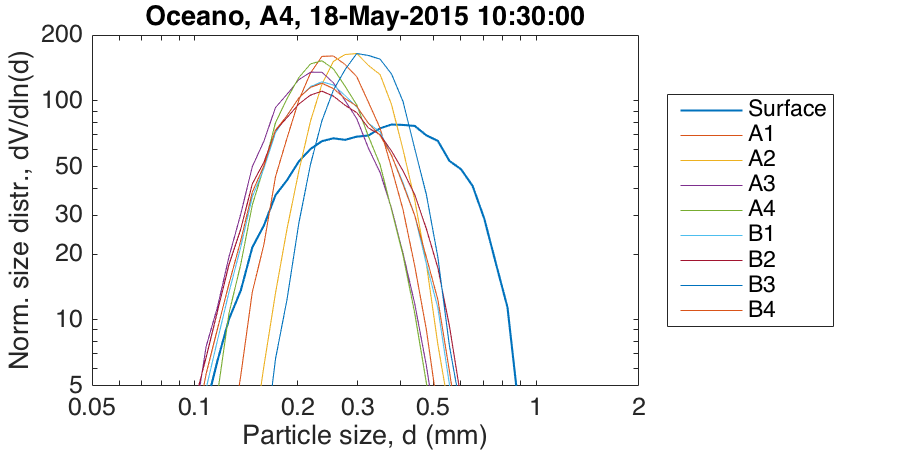 Oceano, A4, 18-May-2015 10:30:00
Norm. size distr., dV/dln(d)
200
100
50
30
20
10
5
0.05
0.1
0.2
0.3
0.5
1
2
Particle size, d (mm)
Surface
A1
A2
A3
A4
B1
B2
B3
B4